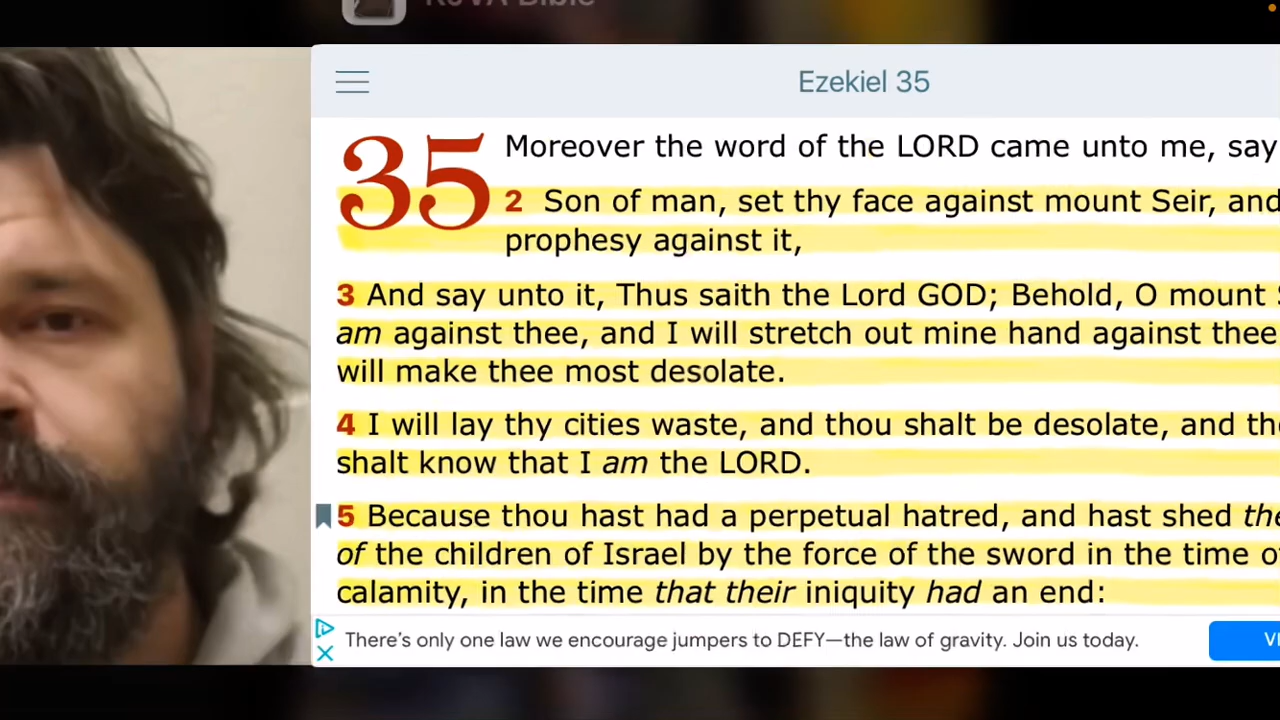 Bible
Ezekiel 35
35 Moreover the word of the LORD came unto me, say
2 Son of man, set thy face against mount Seir, and
prophesy against it,
3 And say unto it, Thus saith the Lord GOD; Behold, O mount
am against thee, and I will stretch out mine hand against thee
will make thee most desolate.
4 I will lay thy cities waste, and thou shalt be desolate, and
shalt know that I am the LORD.
5 Because thou hast had a perpetual hatred, and hast shed the
of the children of Israel by the force of the sword in the time of
calamity, in the time that their iniquity had an end:
There's only one law we encourage jumpers to DEFY—the law of gravity. Join us today.